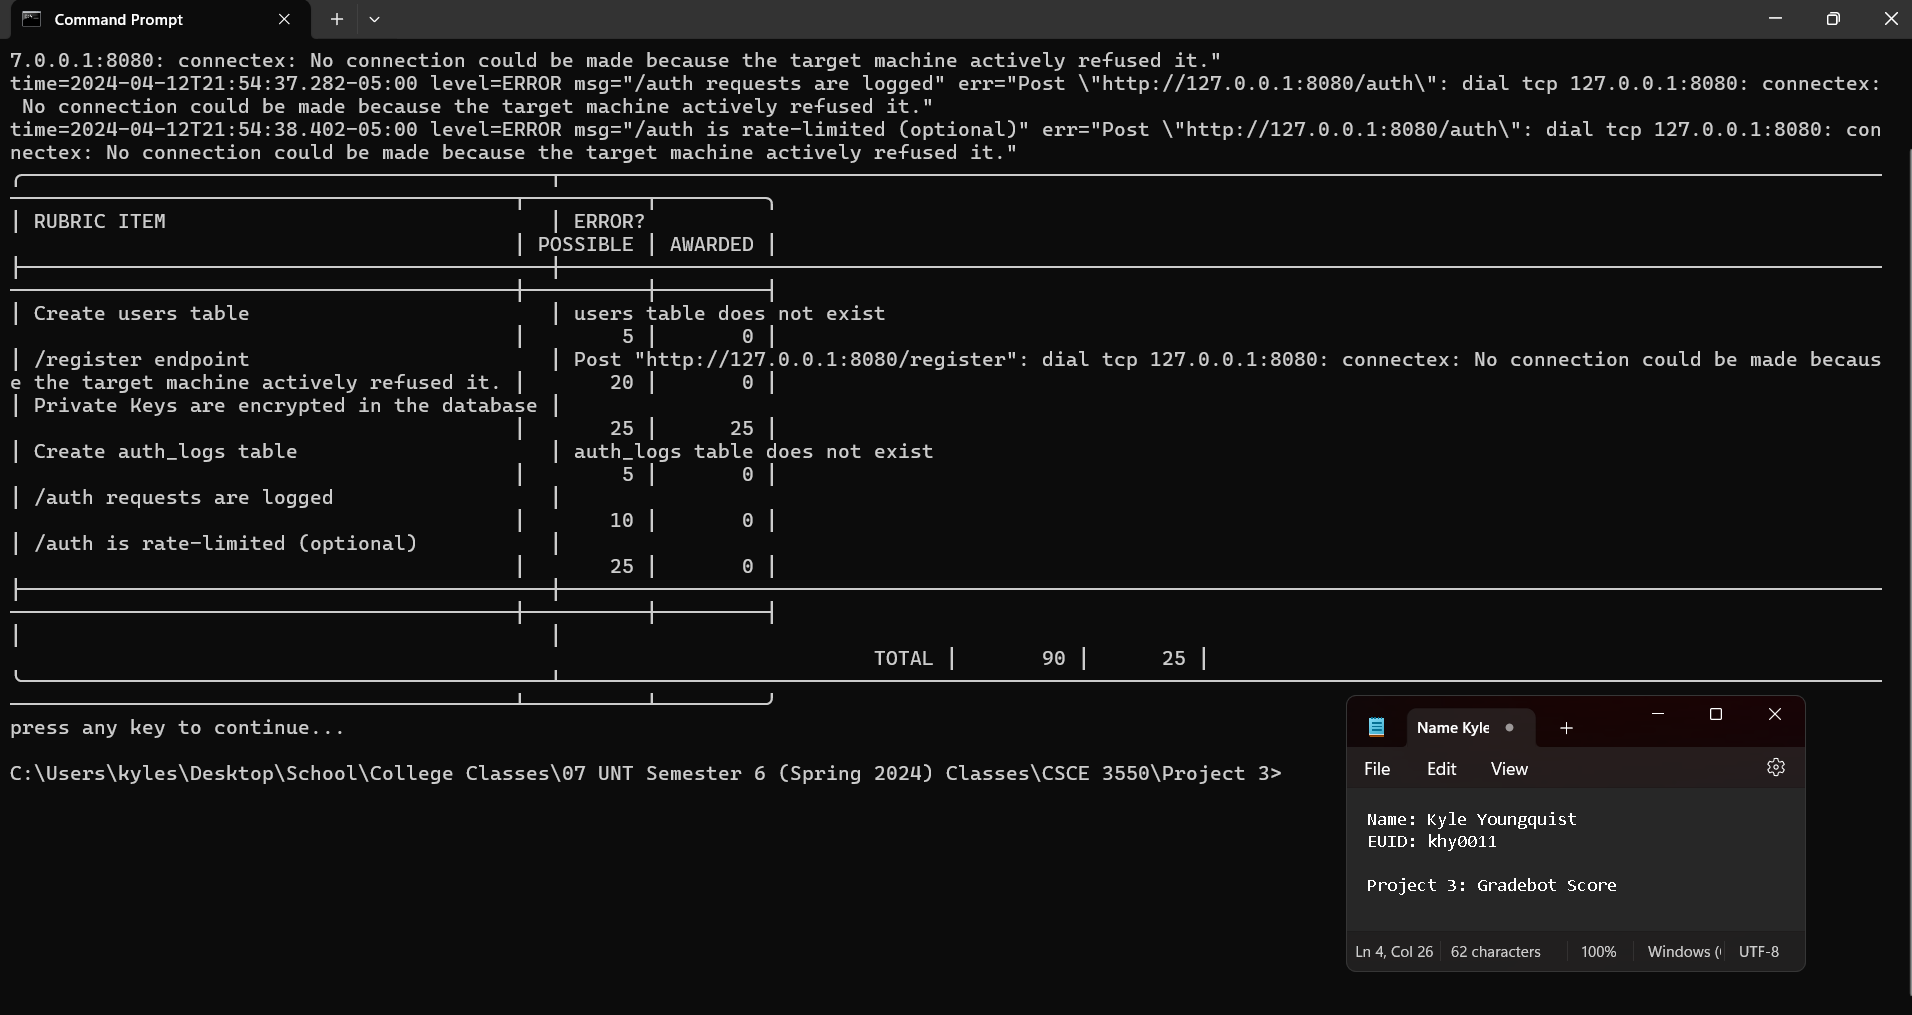 Command Prompt
7.0.0.1:8080: connectex: No connection could be made because the target machine actively refused it."
time=2024-04-12T21:54:37.282-05:00 level=ERROR msg="/auth requests are logged" err="Post \"http://127.0.0.1:8080/auth\": dial tcp 127.0.0.1:8080: connectex:
No connection could be made because the target machine actively refused it."
time=2024-04-12T21:54:38.402-05:00 level=ERROR msg="/auth is rate-limited (optional)" err="Post \"http://127.0.0.1:8080/auth\": dial tcp 127.0.0.1:8080: con
nectex: No connection could be made because the target machine actively refused it."
RUBRIC ITEM ERROR?
POSSIBLE AWARDED
Create users table users table does not exist
5 0
/register endpoint Post "http://127.0.0.1:8080/register": dial tcp 127.0.0.1:8080: connectex: No connection could be made becaus
e the target machine actively refused it. 20 0
Private Keys are encrypted in the database
25 25
Create auth_logs table auth_logs table does not exist
5 0
/auth requests are logged
10 0
/auth is rate-limited (optional)
25 0
TOTAL 90 25
press any key to continue...
C:\Users\kyles\Desktop\School\College Classes\07 UNT Semester 6 (Spring 2024) Classes\CSCE 3550\Project 3>
Name Kyle
File Edit View
Name: Kyle Youngquist
EUID: khy0011
Project 3: Gradebot Score
Ln 4, Col 26 62 characters 100% Windows ( UTF-8